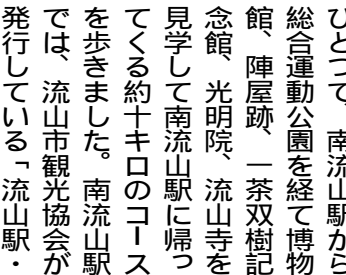 ひとつで、南流山駅から
総合運動公園を経て博物
館、陣屋跡、一茶双樹記
念館、光明院、流山寺を
見学して南流山駅に帰っ
てくる約十キロのコース
を歩きました。南流山駅
では、流山市観光協会が
発行している「流山駅・